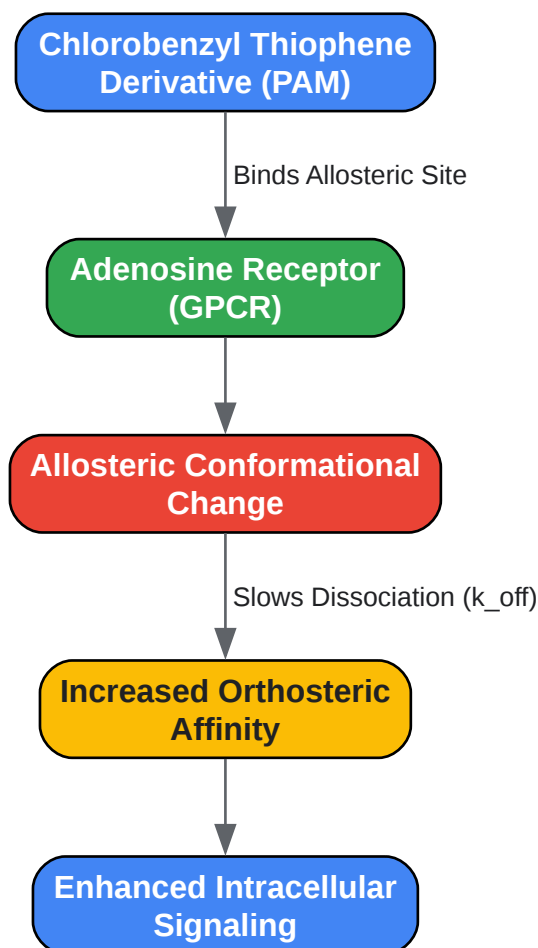 Chlorobenzyl Thiophene
Derivative (PAM)
Binds Allosteric Site
Adenosine Receptor
(GPCR)
Allosteric Conformational
Change
Slows Dissociation (k_off)
Increased Orthosteric
Affinity
Enhanced Intracellular
Signaling